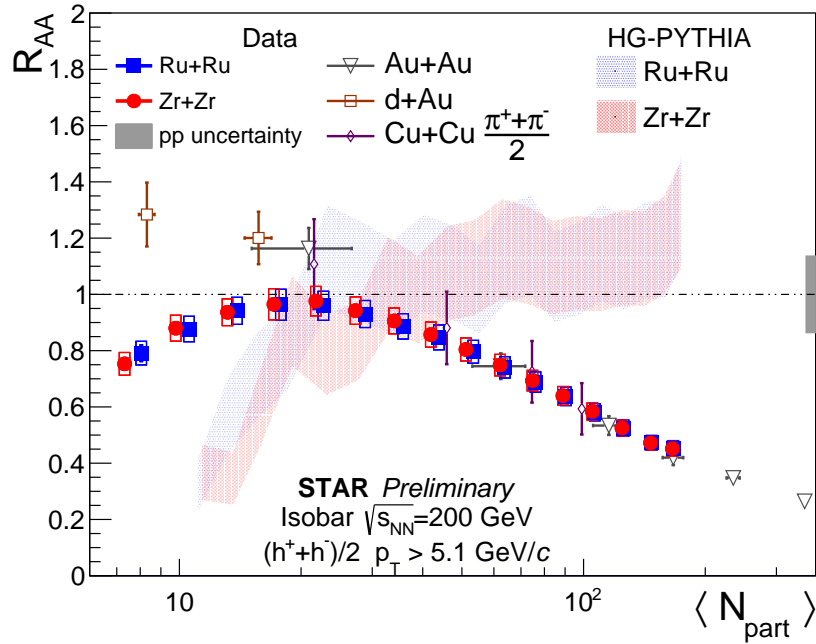 R_AA
2
1.8
1.6
1.4
1.2
1
0.8
0.6
0.4
0.2
0
Data
Ru+Ru
Zr+Zr
pp uncertainty
Au+Au
d+Au
Cu+Cu (π⁺+π⁻)/2
HG-PYTHIA
Ru+Ru
Zr+Zr
STAR Preliminary
Isobar √s_NN=200 GeV
(h⁺+h⁻)/2 p_T > 5.1 GeV/c
10
10²
⟨ N_part ⟩